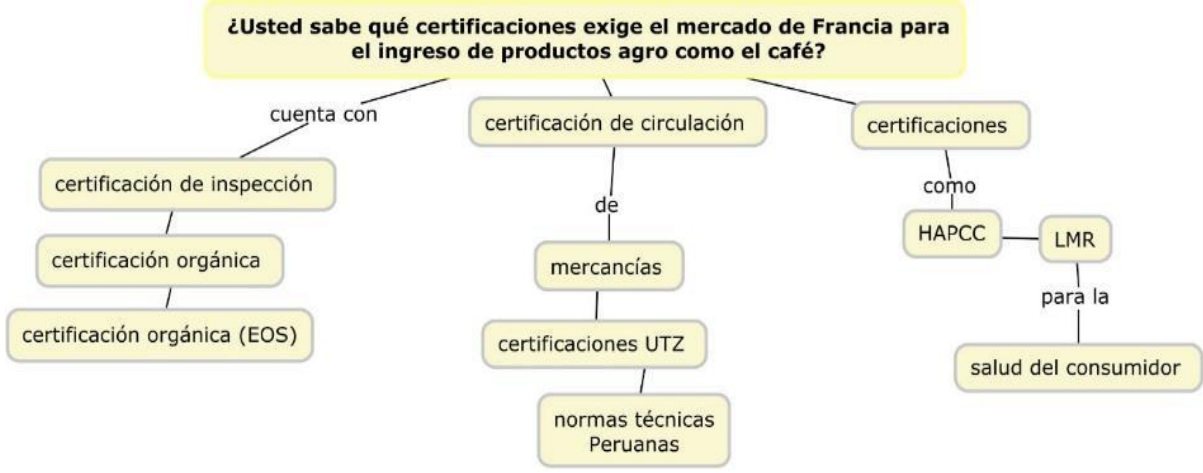 ¿Usted sabe qué certificaciones exige el mercado de Francia para
el ingreso de productos agro como el café?
cuenta con
certificación de inspección
certificación orgánica
certificación orgánica (EOS)
certificación de circulación
de
mercancías
certificaciones UTZ
normas técnicas
Peruanas
certificaciones
como
HAPCC
LMR
para la
salud del consumidor